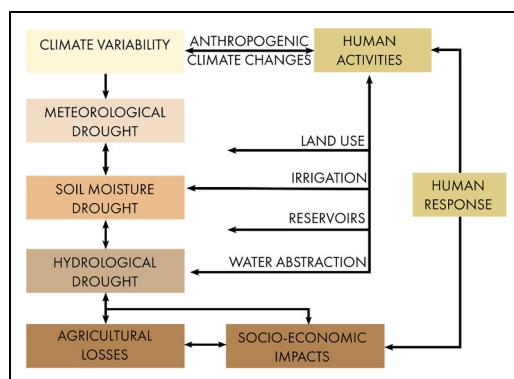 CLIMATE VARIABILITY
ANTHROPOGENIC
CLIMATE CHANGES
HUMAN
ACTIVITIES
METEOROLOGICAL
DROUGHT
LAND USE
SOIL MOISTURE
DROUGHT
IRRIGATION
HUMAN
RESPONSE
RESERVOIRS
HYDROLOGICAL
DROUGHT
WATER ABSTRACTION
AGRICULTURAL
LOSSES
SOCIO-ECONOMIC
IMPACTS